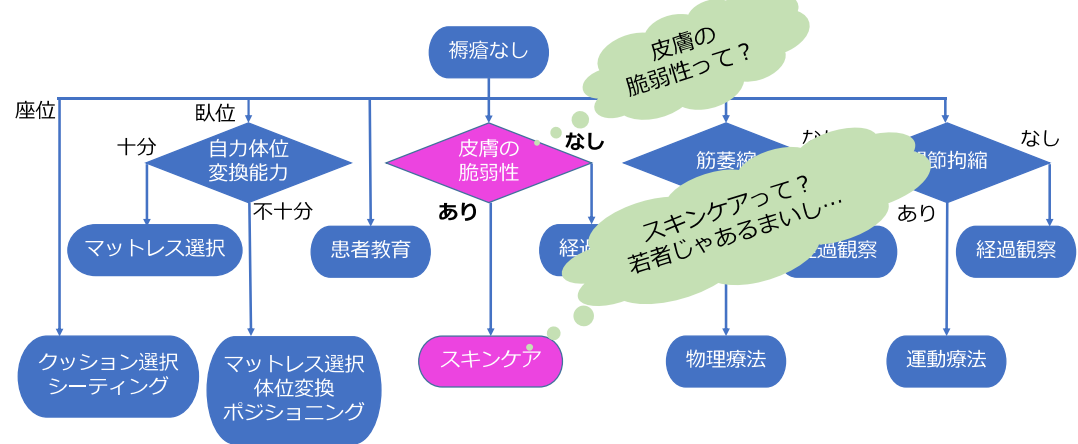 褥瘡なし
皮膚の
脆弱性って？
座位
臥位
十分
自力体位
変換能力
不十分
皮膚の
脆弱性
なし
あり
筋萎縮
関節拘縮
なし
あり
スキンケアって？
若者じゃあるまいし…
マットレス選択
患者教育
経過観察
経過観察
クッション選択
シーティング
マットレス選択
体位変換
ポジショニング
スキンケア
物理療法
運動療法